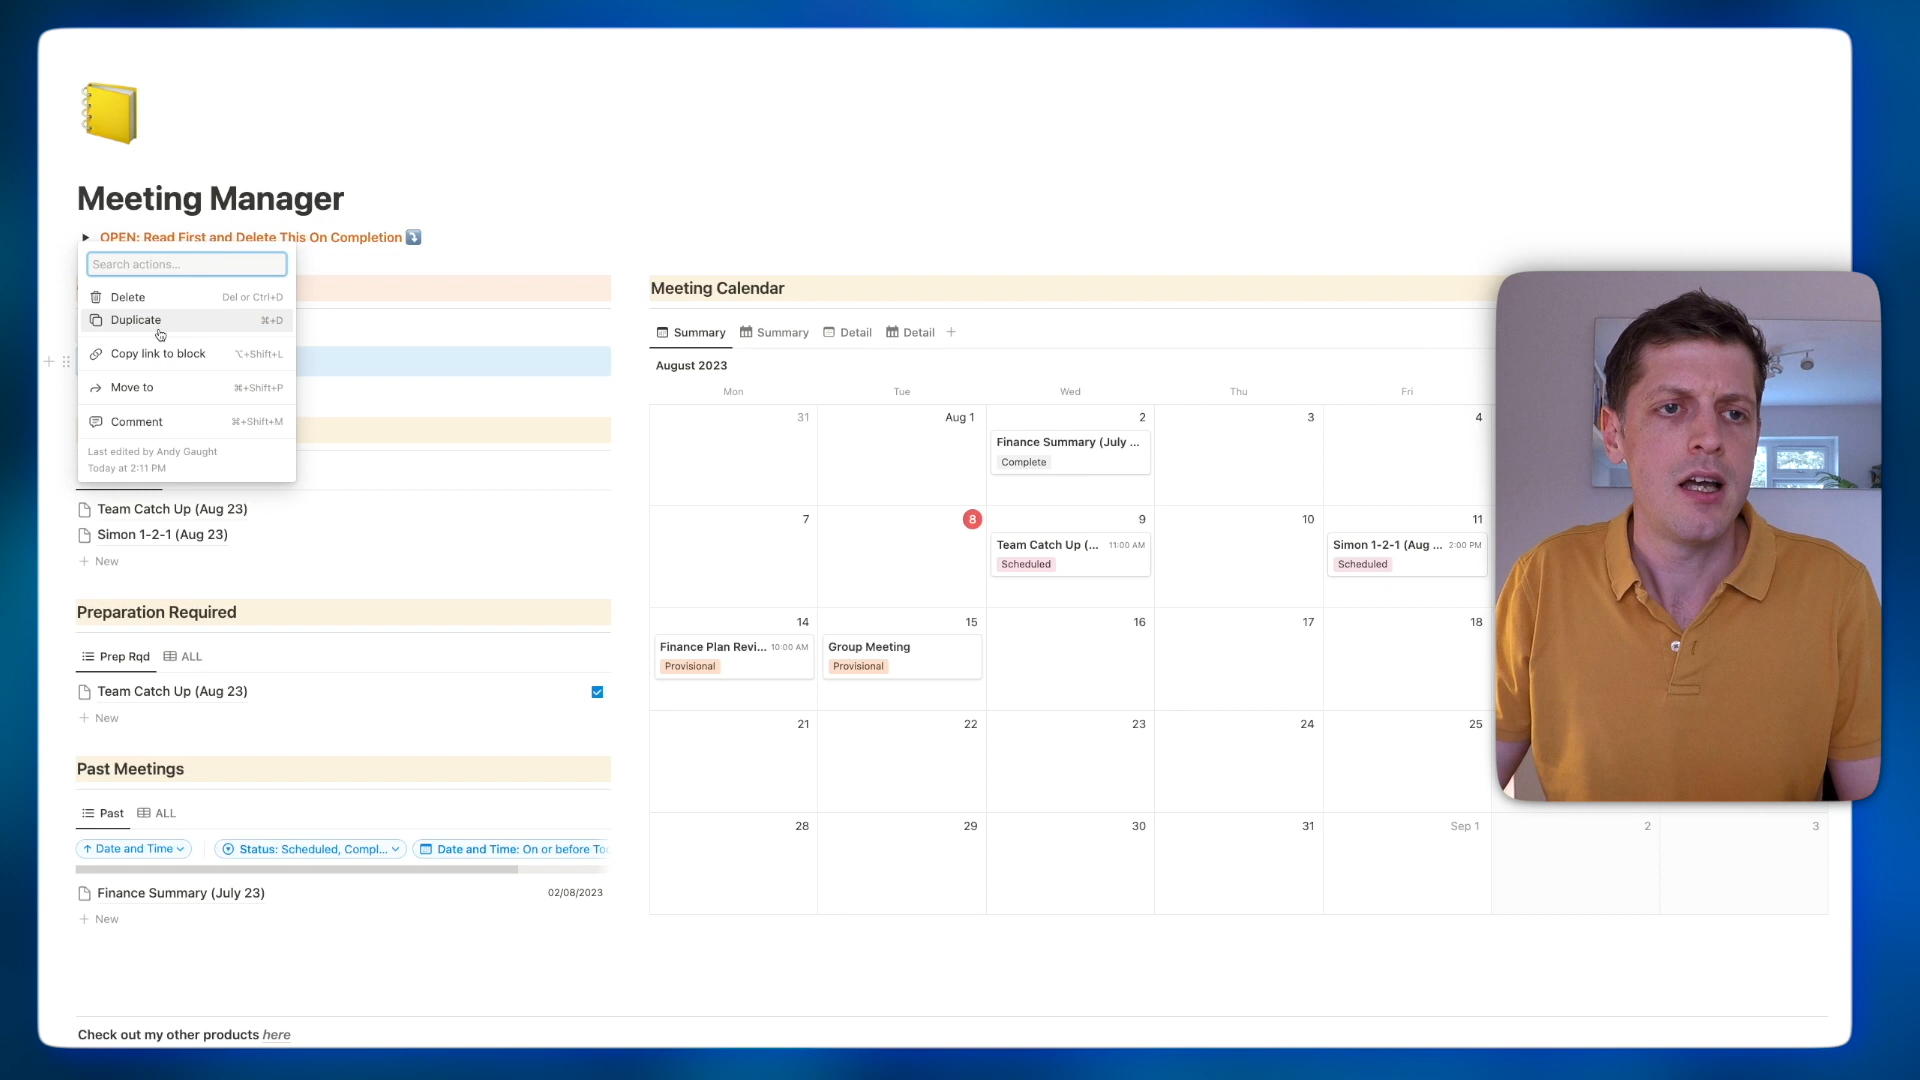 Meeting Manager
OPEN: Read First and Delete This On Completion
Search actions...
Delete Del or Ctrl+D
Duplicate ⌘+D
Copy link to block ⌥+Shift+L
Move to ⌘+Shift+P
Comment ⌘+Shift+M
Last edited by Andy Gaught
Today at 2:11 PM
Team Catch Up (Aug 23)
Simon 1-2-1 (Aug 23)
+ New
Preparation Required
Prep Rqd ALL
Team Catch Up (Aug 23)
+ New
Past Meetings
Past ALL
↑ Date and Time Status: Scheduled, Compl... Date and Time: On or before To
Finance Summary (July 23) 02/08/2023
+ New
Meeting Calendar
Summary Summary Detail Detail +
August 2023
Mon Tue Wed Thu Fri
31 Aug 1 2 3 4
Finance Summary (July ...
Complete
7 8 9 10 11
Team Catch Up (... 11:00 AM Simon 1-2-1 (Aug ... 2:00 PM
Scheduled Scheduled
14 15 16 17 18
Finance Plan Revi... 10:00 AM Group Meeting
Provisional Provisional
21 22 23 24 25
28 29 30 31 Sep 1 2 3
Check out my other products here